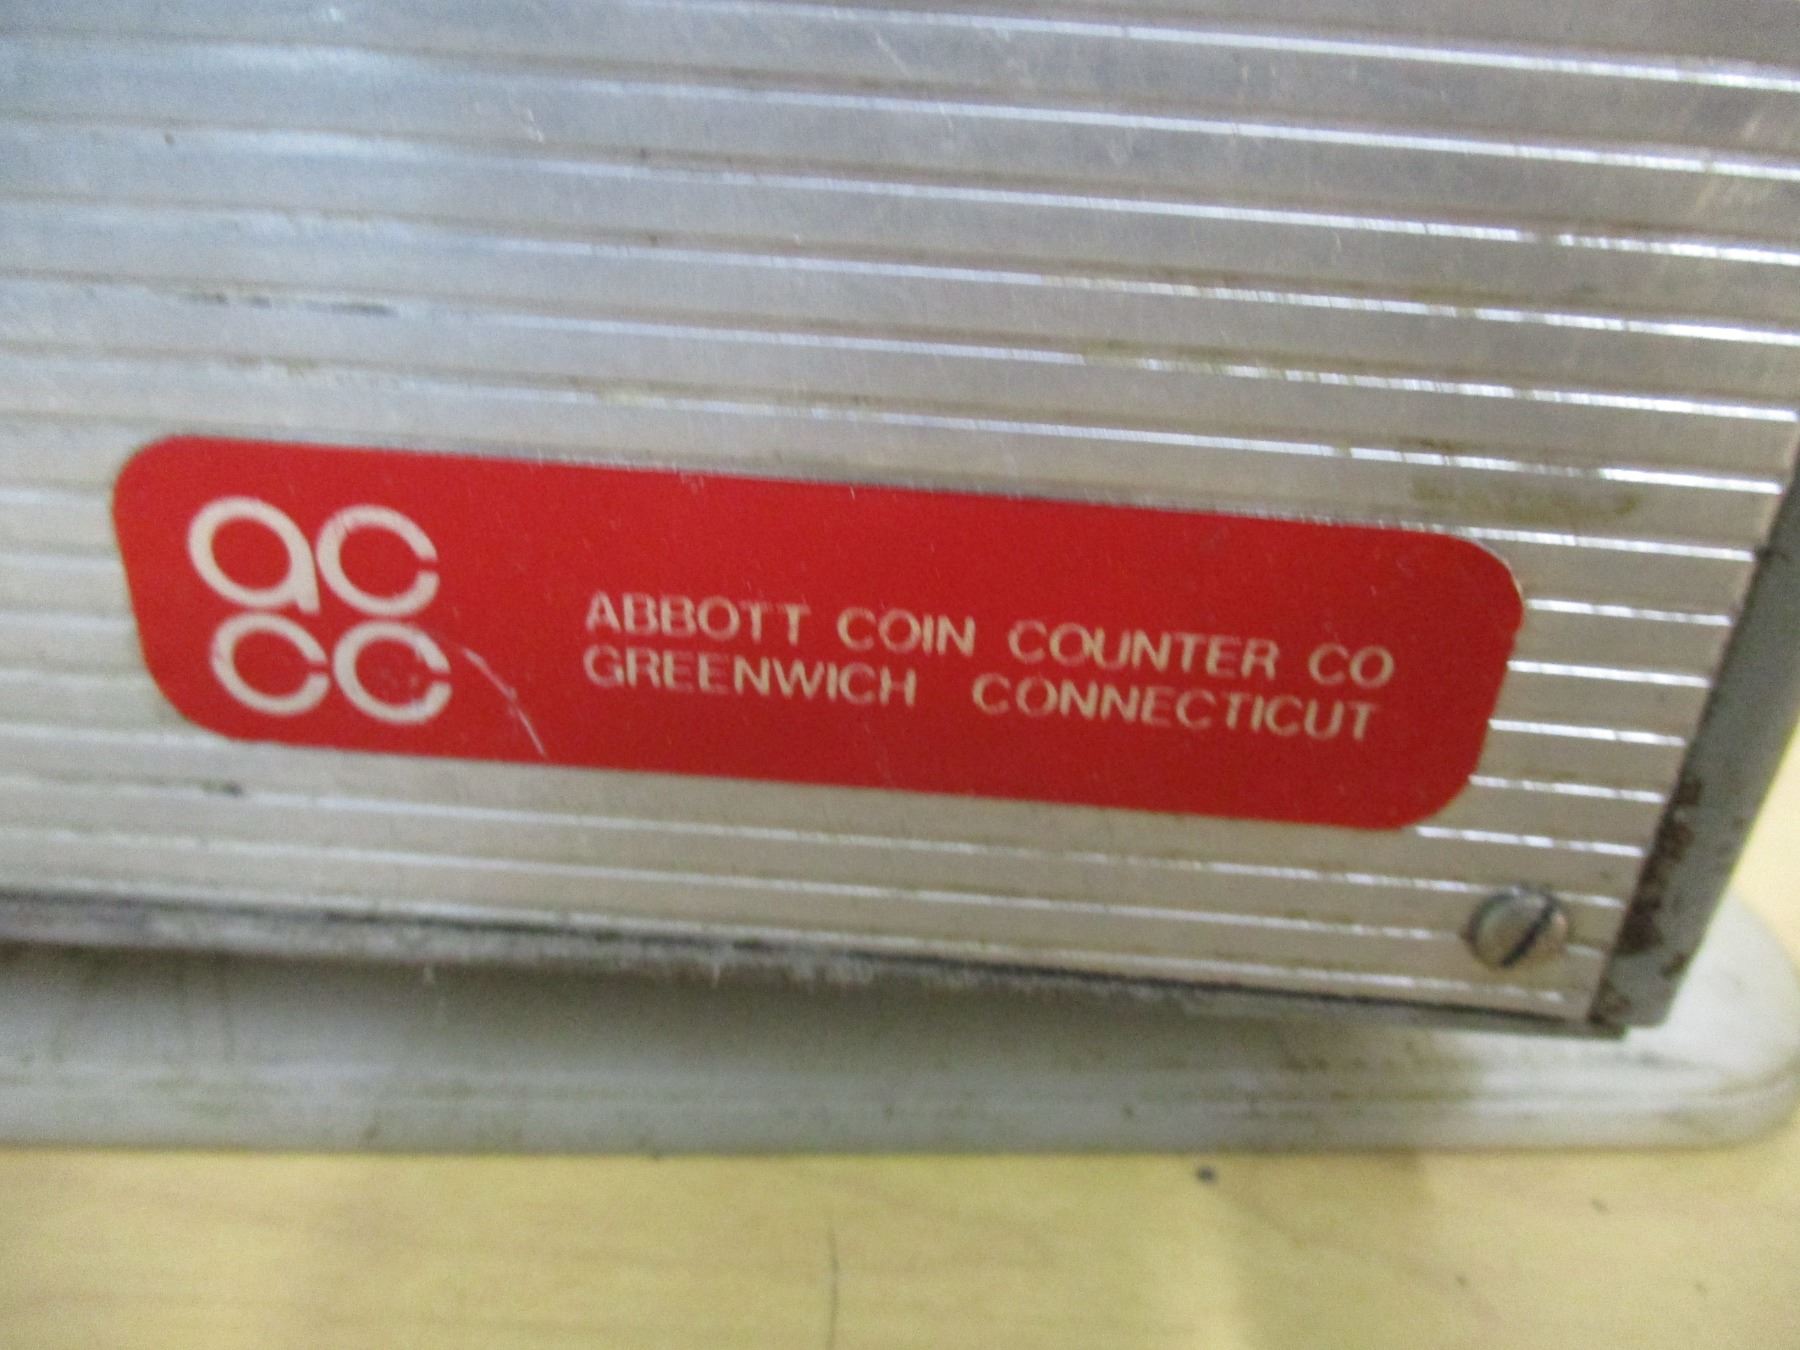 ac
cc
ABBOTT COIN COUNTER CO
GREENWICH CONNECTICUT